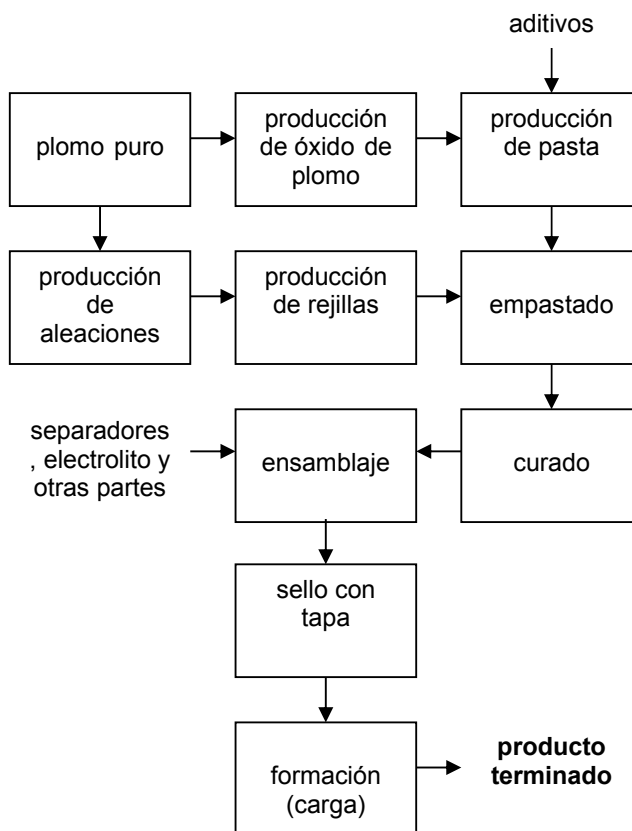 aditivos
plomo puro
producción
de óxido de
plomo
producción
de pasta
producción
de
aleaciones
producción
de rejillas
empastado
separadores
, electrolito y
otras partes
ensamblaje
curado
sello con
tapa
formación
(carga)
producto
terminado